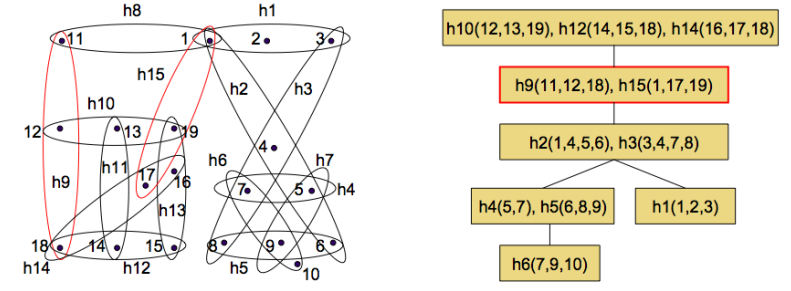 h8 h1
11 1 2 3
h15 h2 h3
h10
12 13 19
4
h11 17 16 h6 h7
h9 7 5 h4
h13
18 14 15 8 9 6
h14 h12 h5 10
h10(12,13,19), h12(14,15,18), h14(16,17,18)
h9(11,12,18), h15(1,17,19)
h2(1,4,5,6), h3(3,4,7,8)
h4(5,7), h5(6,8,9) h1(1,2,3)
h6(7,9,10)